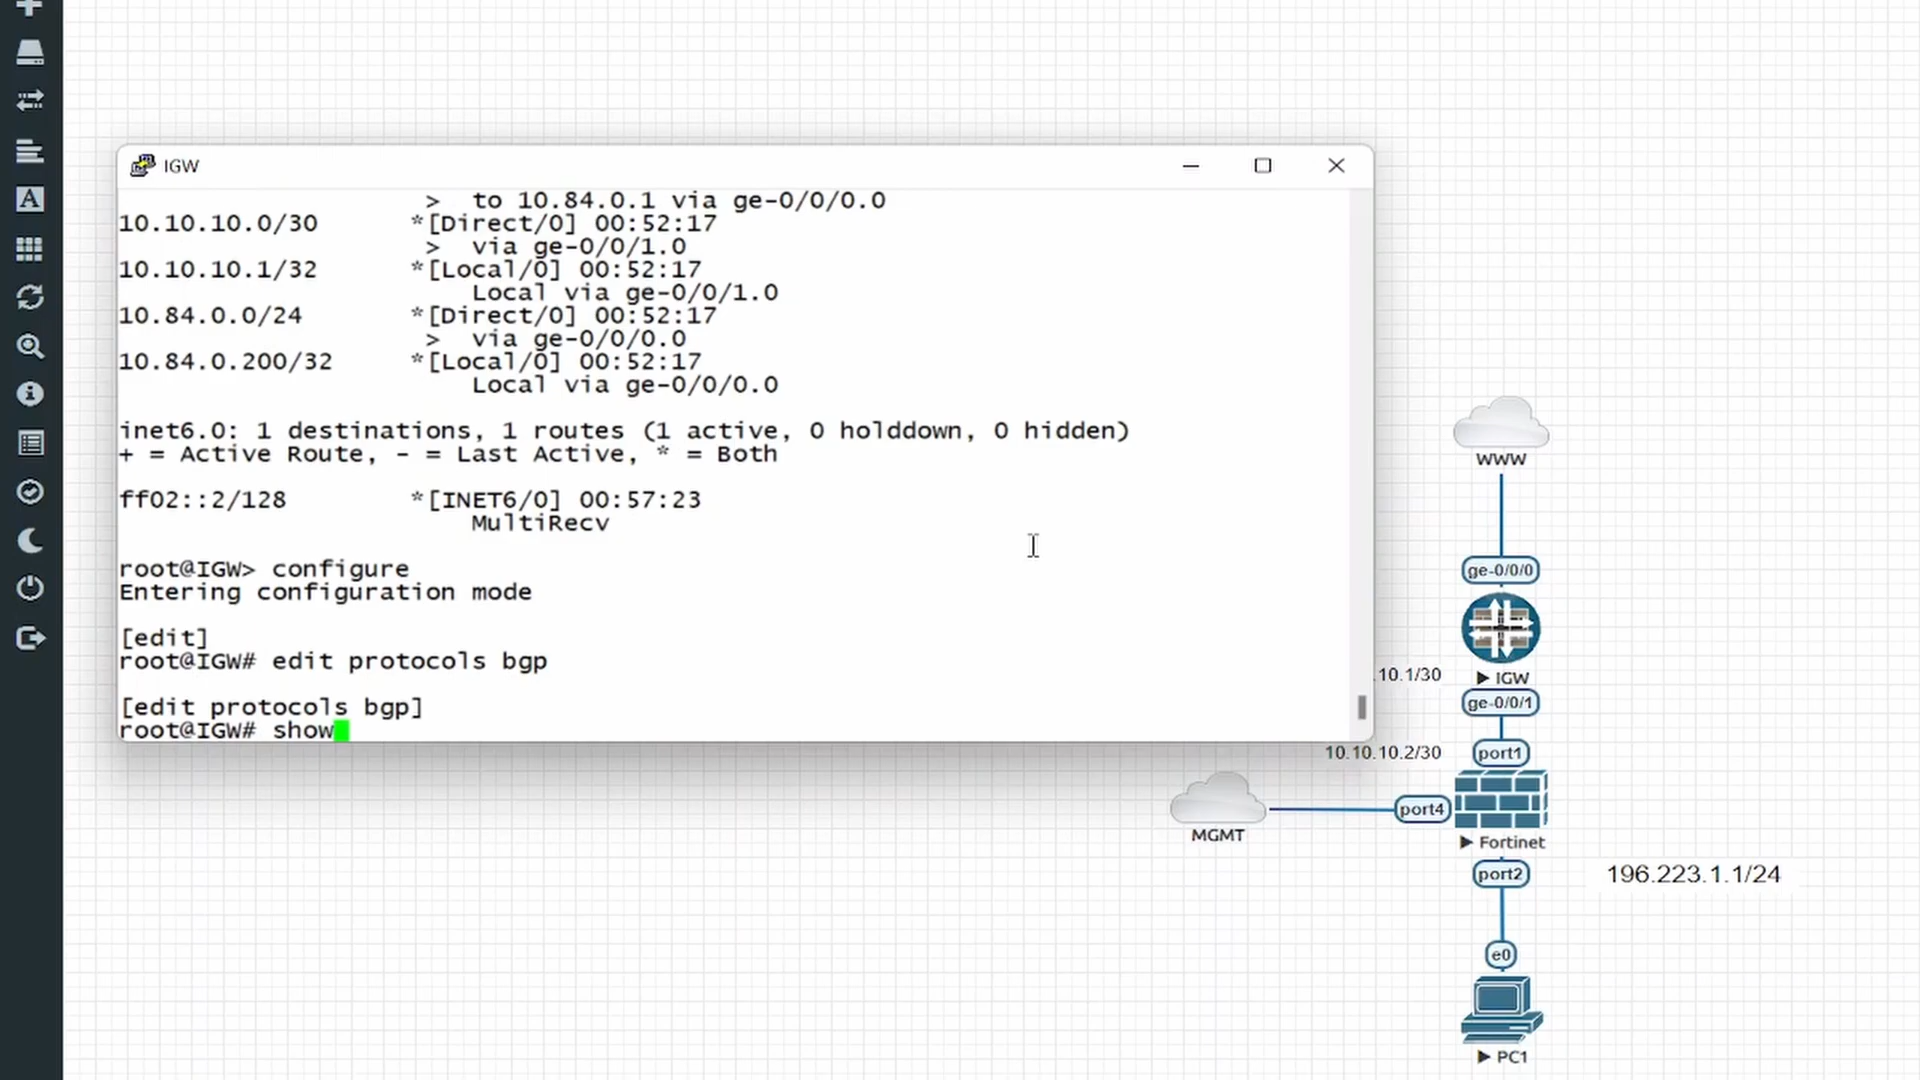 IGW
> to 10.84.0.1 via ge-0/0/0.0
10.10.10.0/30 *[Direct/0] 00:52:17
> via ge-0/0/1.0
10.10.10.1/32 *[Local/0] 00:52:17
Local via ge-0/0/1.0
10.84.0.0/24 *[Direct/0] 00:52:17
> via ge-0/0/0.0
10.84.0.200/32 *[Local/0] 00:52:17
Local via ge-0/0/0.0
inet6.0: 1 destinations, 1 routes (1 active, 0 holddown, 0 hidden)
+ = Active Route, - = Last Active, * = Both
ff02::2/128 *[INET6/0] 00:57:23
MultiRecv
root@IGW> configure
Entering configuration mode
[edit]
root@IGW# edit protocols bgp
[edit protocols bgp]
root@IGW# show
WWW
ge-0/0/0
.10.1/30
IGW
ge-0/0/1
10.10.10.2/30
port1
MGMT
port4
Fortinet
port2
196.223.1.1/24
e0
PC1